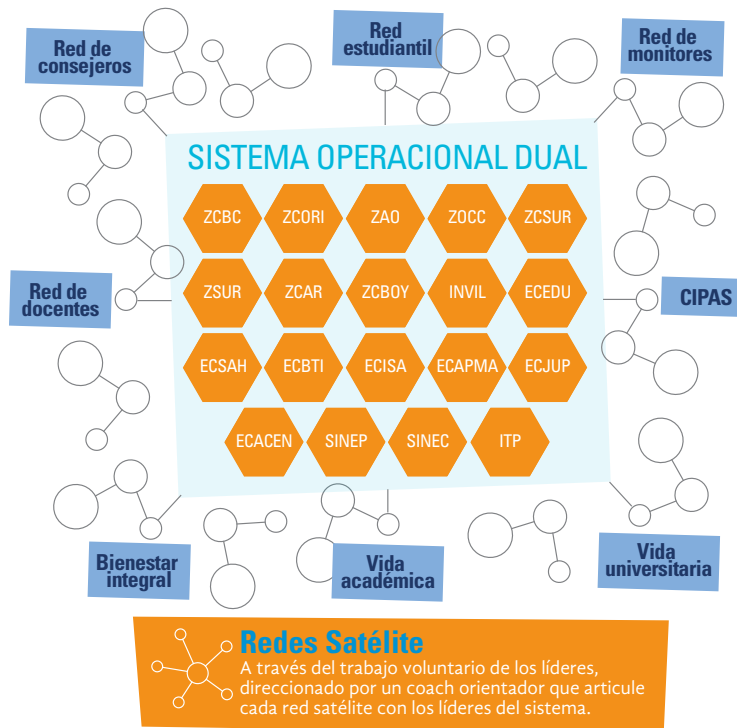 Red de
consejeros
Red
estudiantil
Red de
monitores
SISTEMA OPERACIONAL DUAL
ZCBC ZCORI ZAO ZOCC ZCSUR
ZSUR ZCAR ZCBOY INVIL ECEDU
Red de
docentes
CIPAS
ECSAH ECBTI ECISA ECAPMA ECJUP
ECACEN SINEP SINEC ITP
Bienestar
integral
Vida
académica
Vida
universitaria
Redes Satélite
A través del trabajo voluntario de los líderes,
direccionado por un coach orientador que articule
cada red satélite con los líderes del sistema.